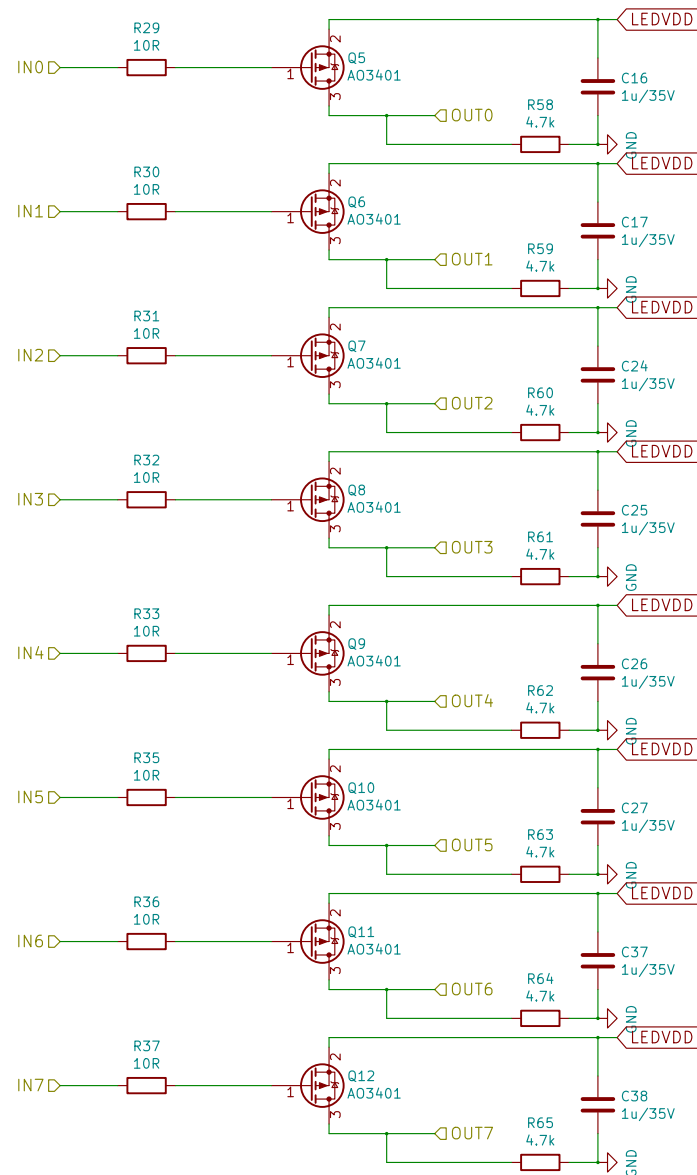 R29
10R
IN0
1
2
3
Q5
AO3401
OUT0
R58
4.7k
LEDVDD
C16
1u/35V
GND
R30
10R
IN1
1
2
3
Q6
AO3401
OUT1
R59
4.7k
LEDVDD
C17
1u/35V
GND
R31
10R
IN2
1
2
3
Q7
AO3401
OUT2
R60
4.7k
LEDVDD
C24
1u/35V
GND
R32
10R
IN3
1
2
3
Q8
AO3401
OUT3
R61
4.7k
LEDVDD
C25
1u/35V
GND
R33
10R
IN4
1
2
3
Q9
AO3401
OUT4
R62
4.7k
LEDVDD
C26
1u/35V
GND
R35
10R
IN5
1
2
3
Q10
AO3401
OUT5
R63
4.7k
LEDVDD
C27
1u/35V
GND
R36
10R
IN6
1
2
3
Q11
AO3401
OUT6
R64
4.7k
LEDVDD
C37
1u/35V
GND
R37
10R
IN7
1
2
3
Q12
AO3401
OUT7
R65
4.7k
LEDVDD
C38
1u/35V
GND